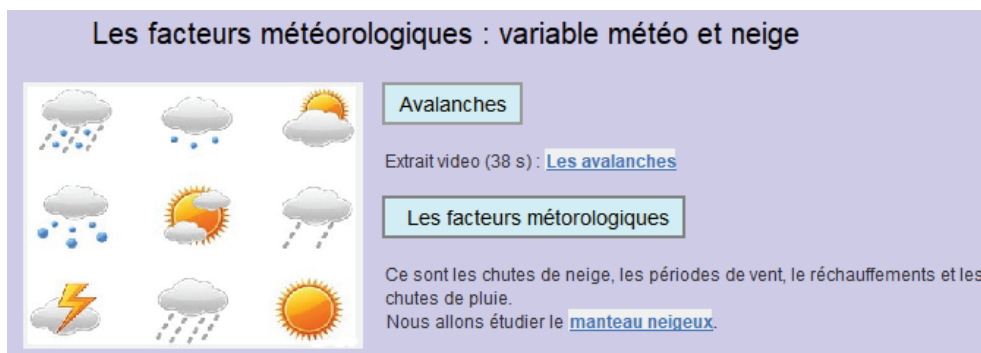 Les facteurs météorologiques : variable météo et neige
Avalanches
Extrait video (38 s) : Les avalanches
Les facteurs métorologiques
Ce sont les chutes de neige, les périodes de vent, le réchauffements et les
chutes de pluie.
Nous allons étudier le manteau neigeux.